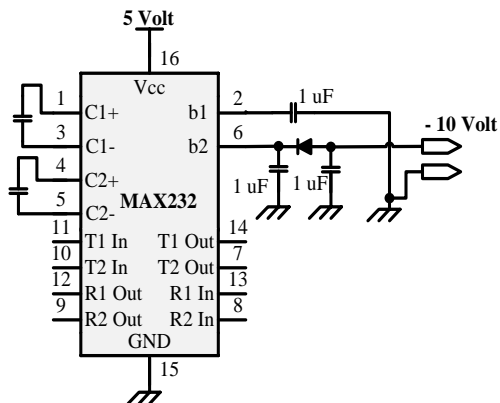 5 Volt
16
Vcc
1 C1+ b1 2 1 uF
3 C1- b2 6 - 10 Volt
4 C2+ 1 uF 1 uF
5 C2- MAX232
11 T1 In T1 Out 14
10 T2 In T2 Out 7
12 R1 Out R1 In 13
9 R2 Out R2 In 8
GND
15